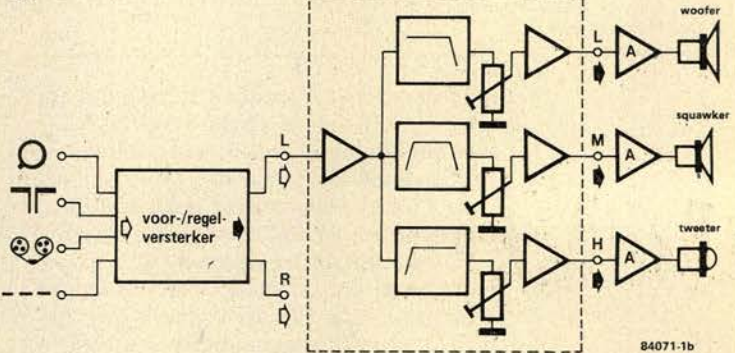 woofer
L
A
squawker
L
M
A
voor-/regel-
versterker
tweeter
H
A
R
84071-1b